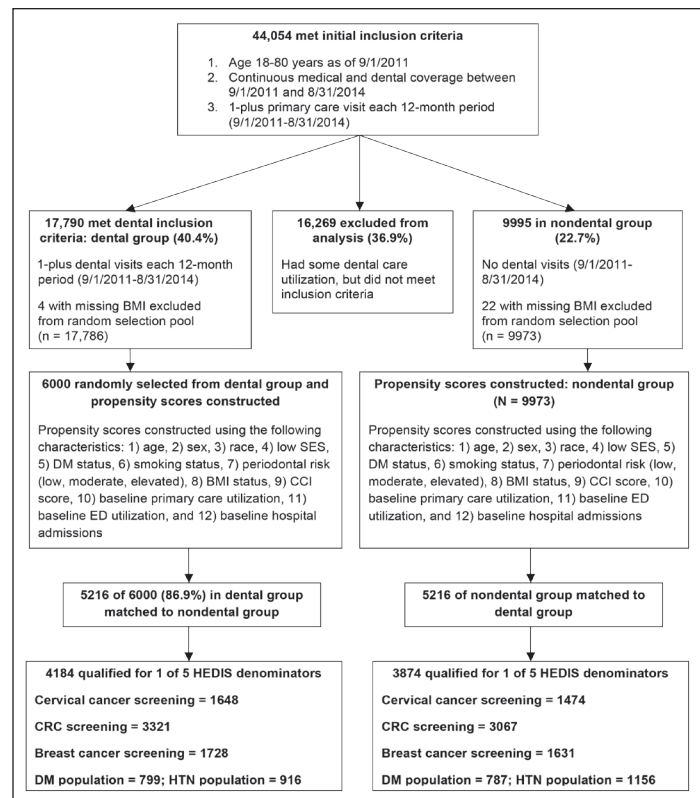 44,054 met initial inclusion criteria
1. Age 18-80 years as of 9/1/2011
2. Continuous medical and dental coverage between
9/1/2011 and 8/31/2014
3. 1-plus primary care visit each 12-month period
(9/1/2011-8/31/2014)
17,790 met dental inclusion
criteria: dental group (40.4%)
1-plus dental visits each 12-month
period (9/1/2011-8/31/2014)
4 with missing BMI excluded
from random selection pool
(n = 17,786)
16,269 excluded from
analysis (36.9%)
Had some dental care
utilization, but did not meet
inclusion criteria
9995 in nondental group
(22.7%)
No dental visits (9/1/2011-
8/31/2014)
22 with missing BMI excluded
from random selection pool
(n = 9973)
6000 randomly selected from dental group and
propensity scores constructed
Propensity scores constructed using the following
characteristics: 1) age, 2) sex, 3) race, 4) low SES,
5) DM status, 6) smoking status, 7) periodontal risk
(low, moderate, elevated), 8) BMI status, 9) CCI
score, 10) baseline primary care utilization, 11)
baseline ED utilization, and 12) baseline hospital
admissions
Propensity scores constructed: nondental group
(N = 9973)
Propensity scores constructed using the following
characteristics: 1) age, 2) sex, 3) race, 4) low SES, 5)
DM status, 6) smoking status, 7) periodontal risk (low,
moderate, elevated), 8) BMI status, 9) CCI score, 10)
baseline primary care utilization, 11) baseline ED
utilization, and 12) baseline hospital admissions
5216 of 6000 (86.9%) in dental group
matched to nondental group
5216 of nondental group matched to
dental group
4184 qualified for 1 of 5 HEDIS denominators
Cervical cancer screening = 1648
CRC screening = 3321
Breast cancer screening = 1728
DM population = 799; HTN population = 916
3874 qualified for 1 of 5 HEDIS denominators
Cervical cancer screening = 1474
CRC screening = 3067
Breast cancer screening = 1631
DM population = 787; HTN population = 1156